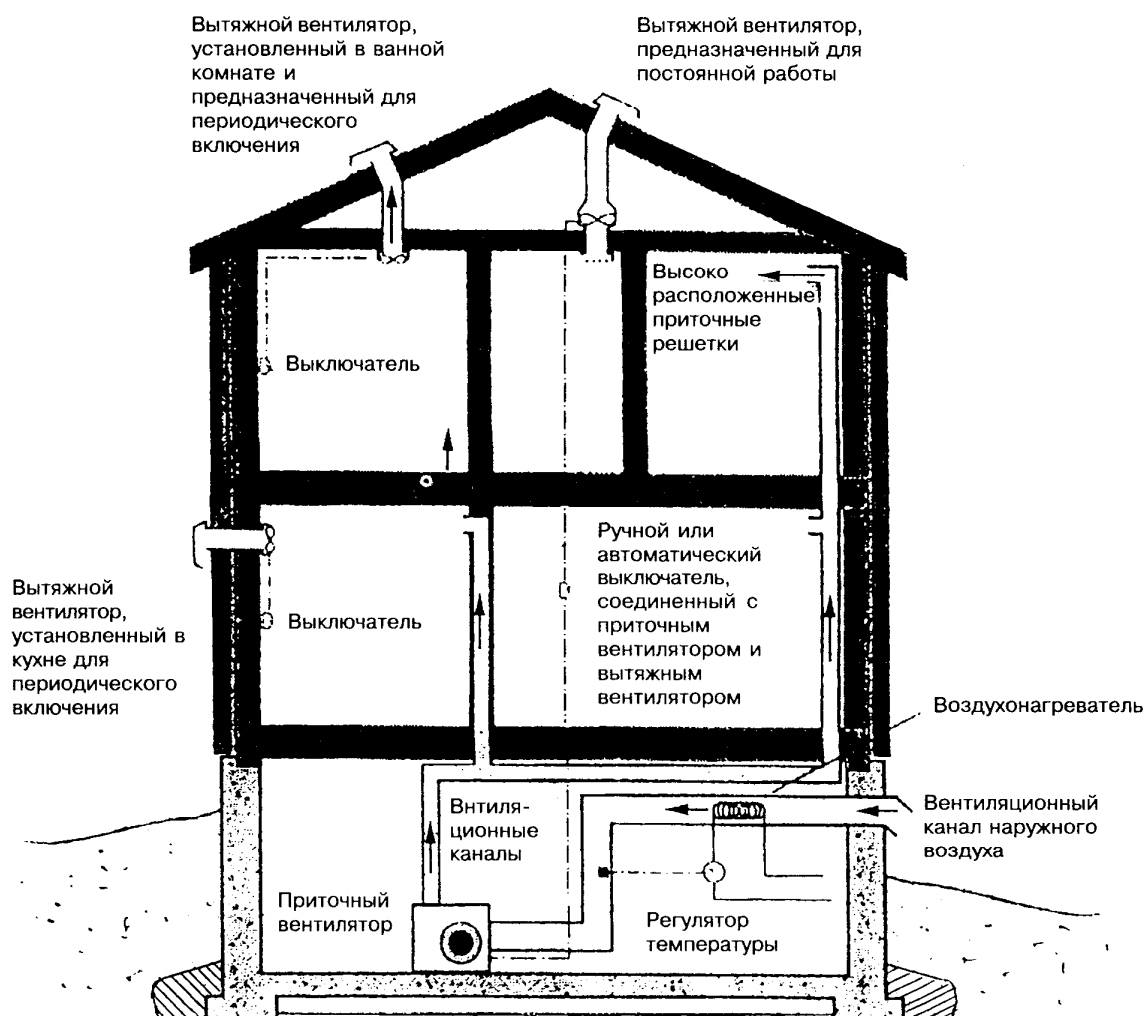 Вытяжной вентилятор,
установленный в ванной
комнате и
предназначенный для
периодического
включения
Вытяжной вентилятор,
предназначенный для
постоянной работы
Высоко
расположенные
приточные
решетки
Выключатель
Ручной или
автоматический
выключатель,
соединенный с
приточным
вентилятором и
вытяжным
вентилятором
Вытяжной
вентилятор,
установленный в
кухне для
периодического
включения
Выключатель
Воздухонагреватель
Внтиля-
ционные
каналы
Вентиляционный
канал наружного
воздуха
Приточный
вентилятор
Регулятор
температуры